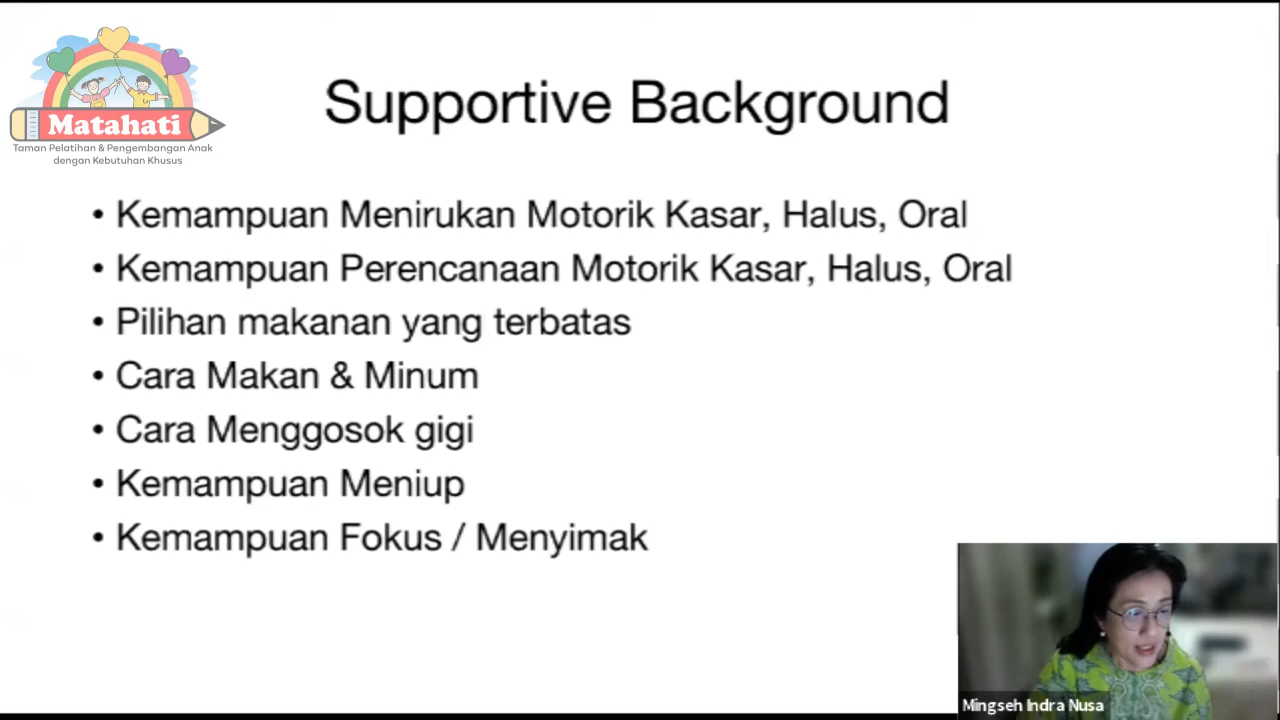 Matahati
Taman Pelatihan & Pengembangan Anak
dengan Kebutuhan Khusus
Supportive Background
• Kemampuan Menirukan Motorik Kasar, Halus, Oral
• Kemampuan Perencanaan Motorik Kasar, Halus, Oral
• Pilihan makanan yang terbatas
• Cara Makan & Minum
• Cara Menggosok gigi
• Kemampuan Meniup
• Kemampuan Fokus / Menyimak
Mingseh Indra Nusa